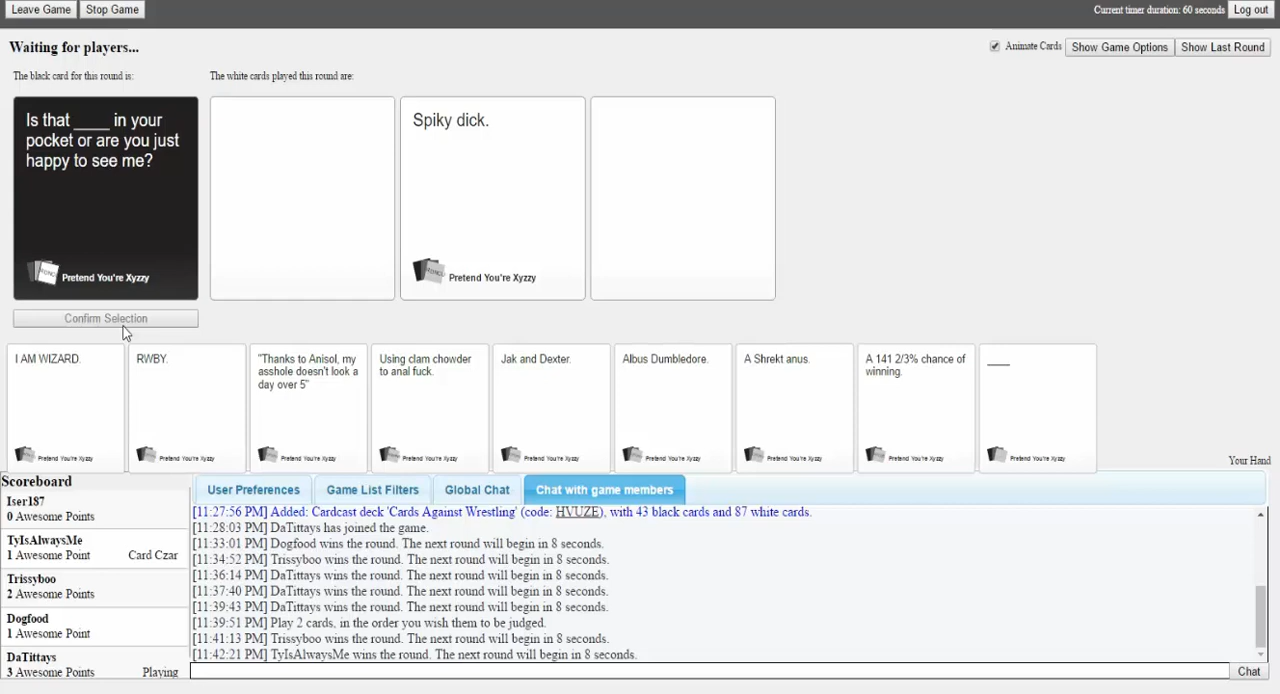 Leave Game Stop Game Current timer duration: 60 seconds Log out
Waiting for players... Animate Cards Show Game Options Show Last Round
The black card for this round is: The white cards played this round are:
Is that ____ in your
pocket or are you just
happy to see me?
Pretend You're Xyzzy
Spiky dick.
Pretend You're Xyzzy
Confirm Selection
I AM WIZARD.
Pretend You're Xyzzy
RWBY.
Pretend You're Xyzzy
"Thanks to Anisol, my
asshole doesn't look a
day over 5"
Pretend You're Xyzzy
Using clam chowder
to anal fuck.
Pretend You're Xyzzy
Jak and Dexter.
Pretend You're Xyzzy
Albus Dumbledore.
Pretend You're Xyzzy
A Shrekt anus.
Pretend You're Xyzzy
A 141 2/3% chance of
winning.
Pretend You're Xyzzy
____
Pretend You're Xyzzy
Your Hand
Scoreboard
Iser187
0 Awesome Points
TyIsAlwaysMe
1 Awesome Point Card Czar
Trissyboo
2 Awesome Points
Dogfood
1 Awesome Point
DaTittays
3 Awesome Points Playing
User Preferences Game List Filters Global Chat Chat with game members
[11:27:56 PM] Added: Cardcast deck 'Cards Against Wrestling' (code: HVUZE), with 43 black cards and 87 white cards.
[11:28:03 PM] DaTittays has joined the game.
[11:33:01 PM] Dogfood wins the round. The next round will begin in 8 seconds.
[11:34:52 PM] Trissyboo wins the round. The next round will begin in 8 seconds.
[11:36:14 PM] DaTittays wins the round. The next round will begin in 8 seconds.
[11:37:40 PM] DaTittays wins the round. The next round will begin in 8 seconds.
[11:39:43 PM] DaTittays wins the round. The next round will begin in 8 seconds.
[11:39:51 PM] Play 2 cards, in the order you wish them to be judged.
[11:41:13 PM] Trissyboo wins the round. The next round will begin in 8 seconds.
[11:42:21 PM] TyIsAlwaysMe wins the round. The next round will begin in 8 seconds.
Chat